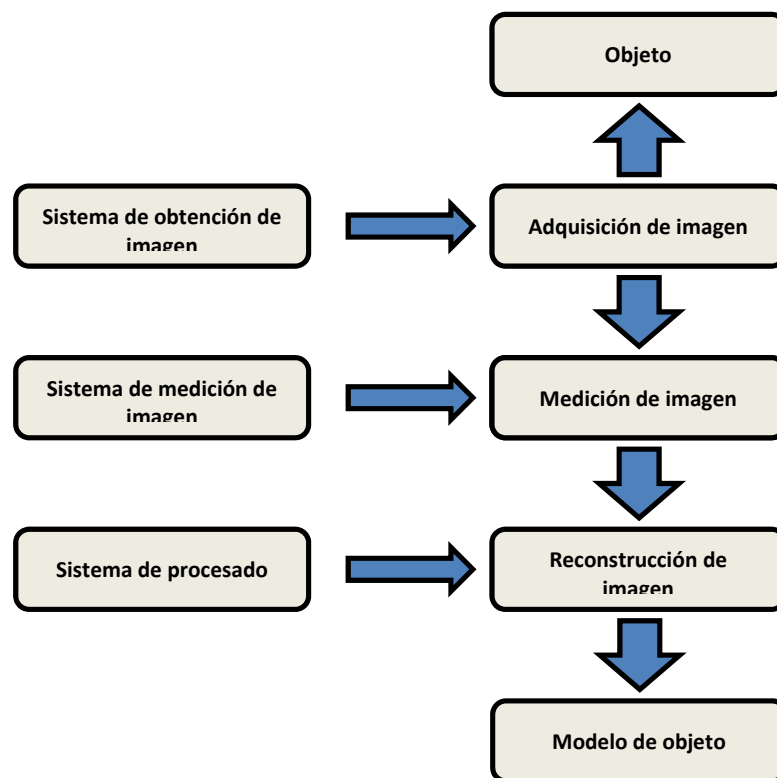 Objeto
Sistema de obtención de
imagen
Adquisición de imagen
Sistema de medición de
imagen
Medición de imagen
Sistema de procesado
Reconstrucción de
imagen
Modelo de objeto